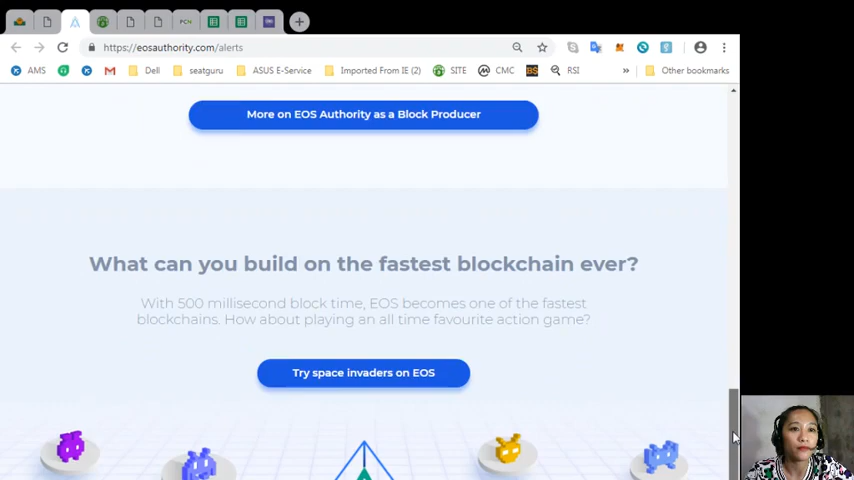 PCN
https://eosauthority.com/alerts
AMS
Dell
seatguru
ASUS E-Service
Imported From IE (2)
SITE
CMC
RSI
»
Other bookmarks
More on EOS Authority as a Block Producer
What can you build on the fastest blockchain ever?
With 500 millisecond block time, EOS becomes one of the fastest
blockchains. How about playing an all time favourite action game?
Try space invaders on EOS